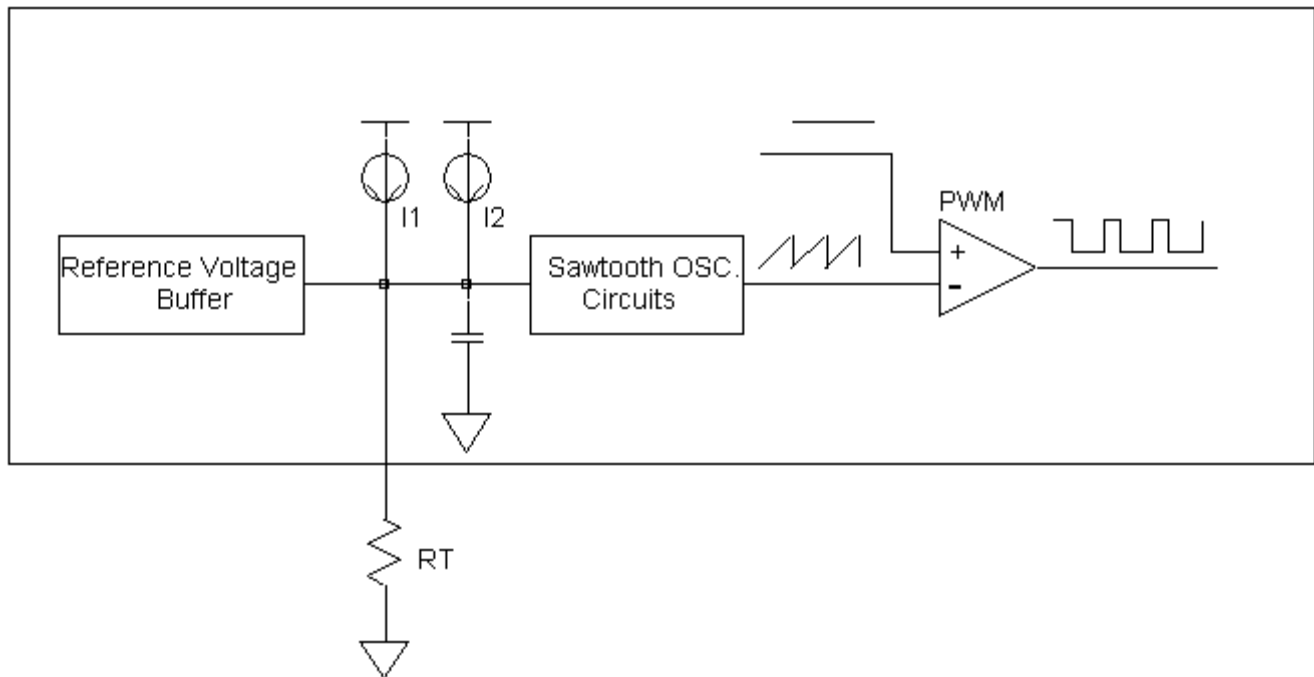 PWM
I1
I2
Reference Voltage
Buffer
Sawtooth OSC.
Circuits
+
-
RT